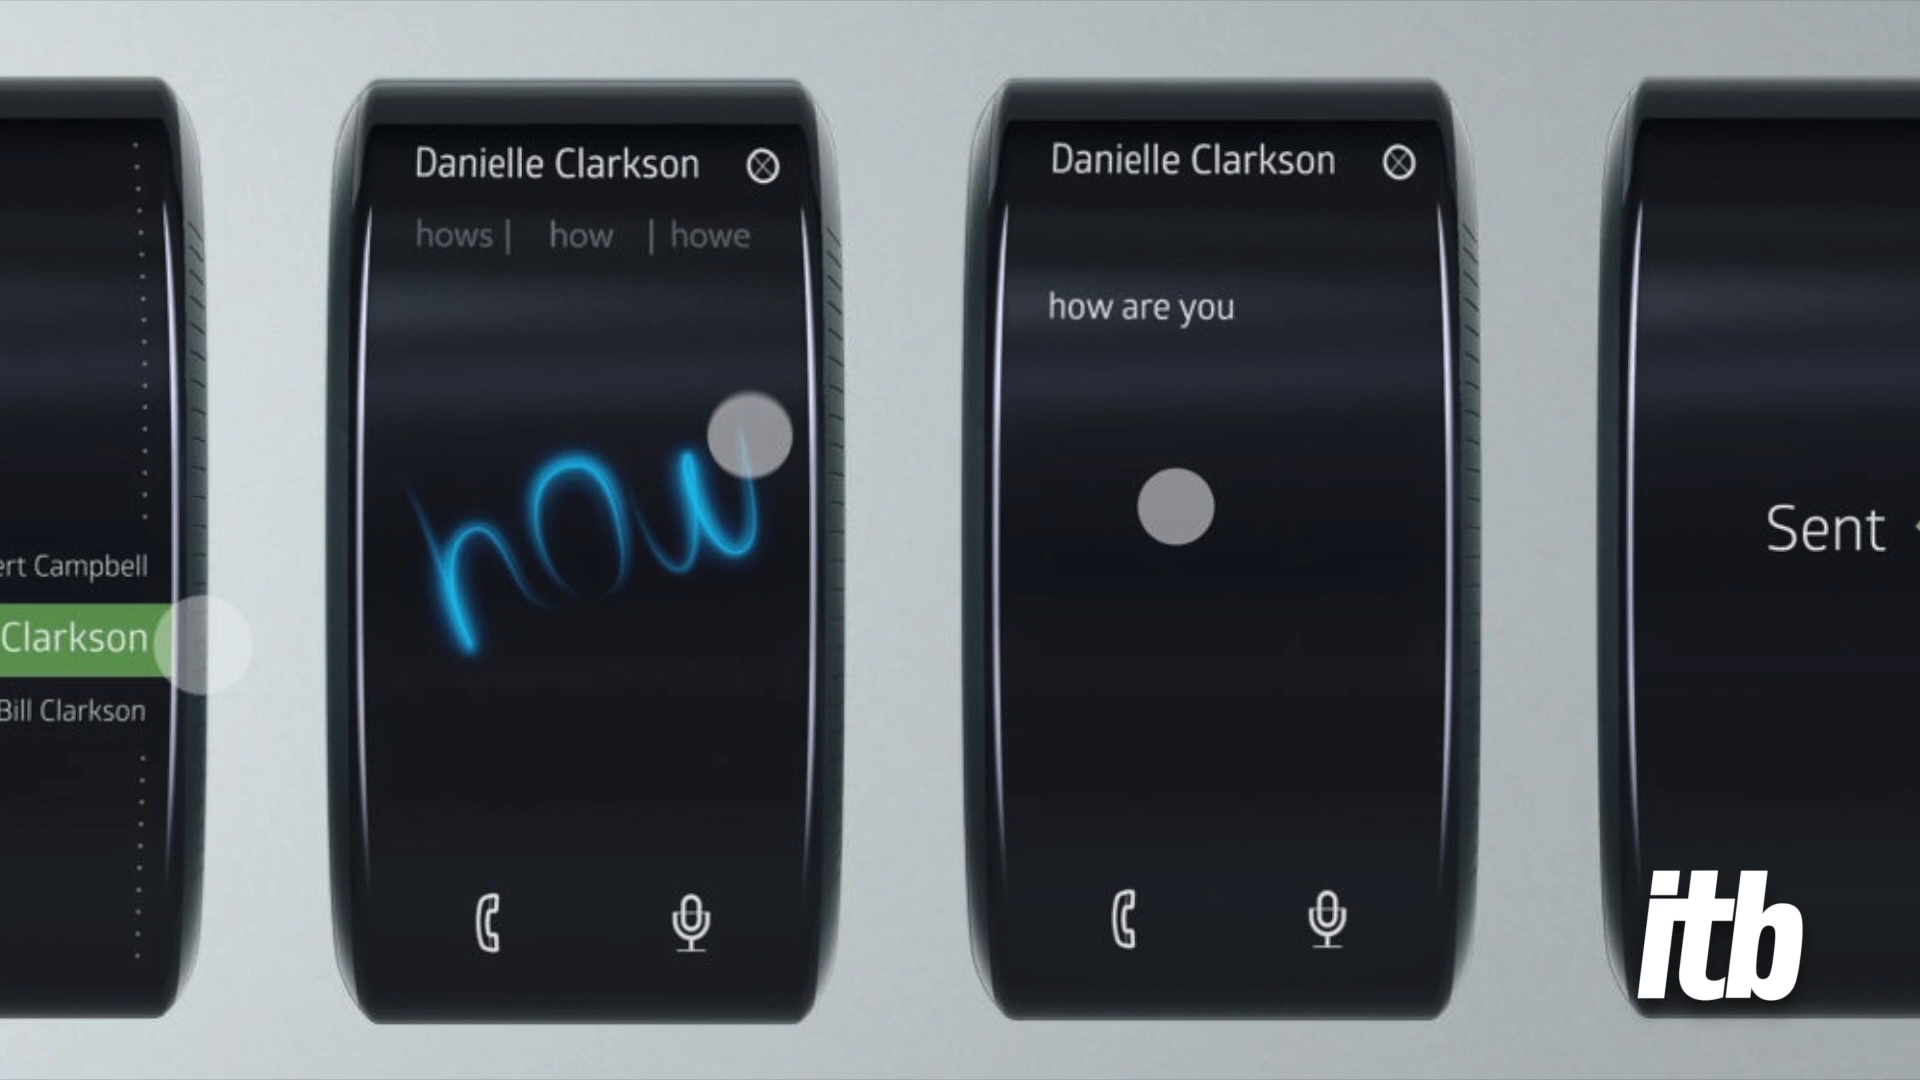 ert Campbell
Clarkson
Bill Clarkson
Danielle Clarkson
hows | how | howe
how
Danielle Clarkson
how are you
Sent
itb